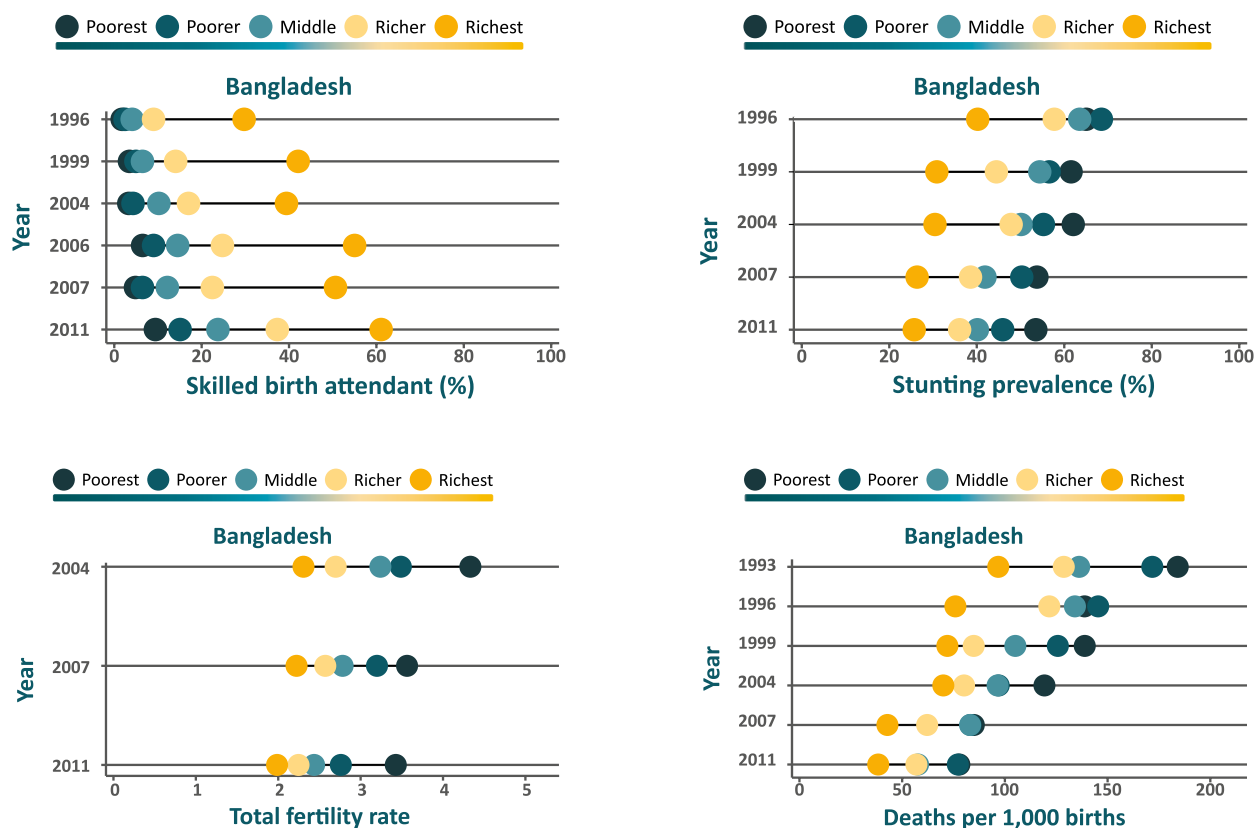 Poorest Poorer Middle Richer Richest
Bangladesh
Year
1996
1999
2004
2006
2007
2011
0 20 40 60 80 100
Skilled birth attendant (%)
Poorest Poorer Middle Richer Richest
Bangladesh
Year
1996
1999
2004
2007
2011
0 20 40 60 80 100
Stunting prevalence (%)
Poorest Poorer Middle Richer Richest
Bangladesh
Year
2004
2007
2011
0 1 2 3 4 5
Total fertility rate
Poorest Poorer Middle Richer Richest
Bangladesh
Year
1993
1996
1999
2004
2007
2011
0 50 100 150 200
Deaths per 1,000 births